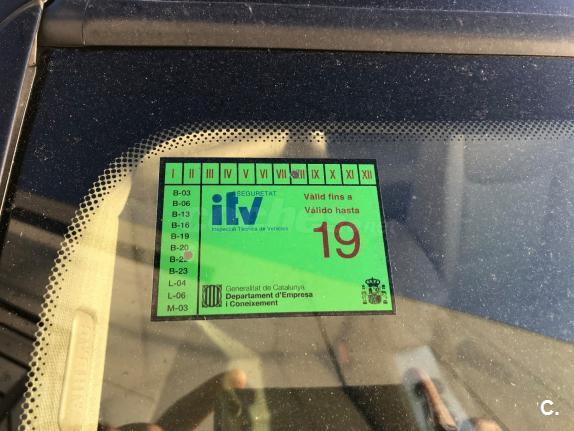 I II III IV V VI VII VIII IX X XI XII
B-03
B-06
B-13
B-16
B-19
B-20
B-23
L-04
L-06
M-03
SEGURETAT
itv
Inspecció Tècnica de Vehicles
Vàlid fins a
Válido hasta
19
Generalitat de Catalunya
Departament d'Empresa
i Coneixement
AIRBAG
C.